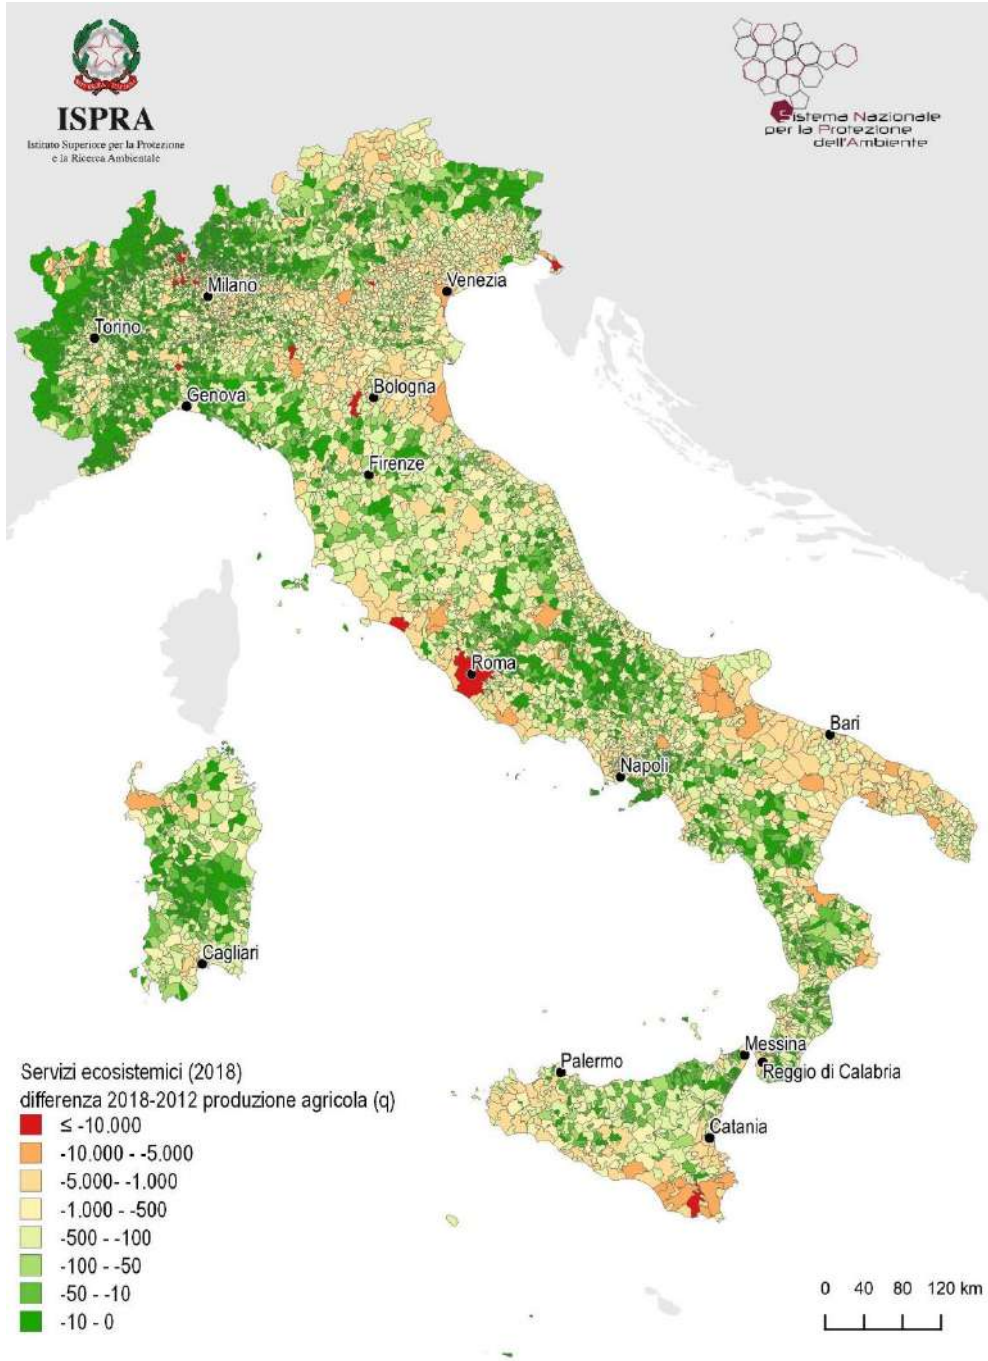 ISPRA
Istituto Superiore per la Protezione
e la Ricerca Ambientale
Sistema Nazionale
per la Protezione
dell'Ambiente
Milano
Venezia
Torino
Genova
Bologna
Firenze
Roma
Bari
Napoli
Cagliari
Messina
Palermo
Reggio di Calabria
Catania
Servizi ecosistemici (2018)
differenza 2018-2012 produzione agricola (q)
≤ -10.000
-10.000 - -5.000
-5.000- -1.000
-1.000 - -500
-500 - -100
-100 - -50
-50 - -10
-10 - 0
0 40 80 120 km